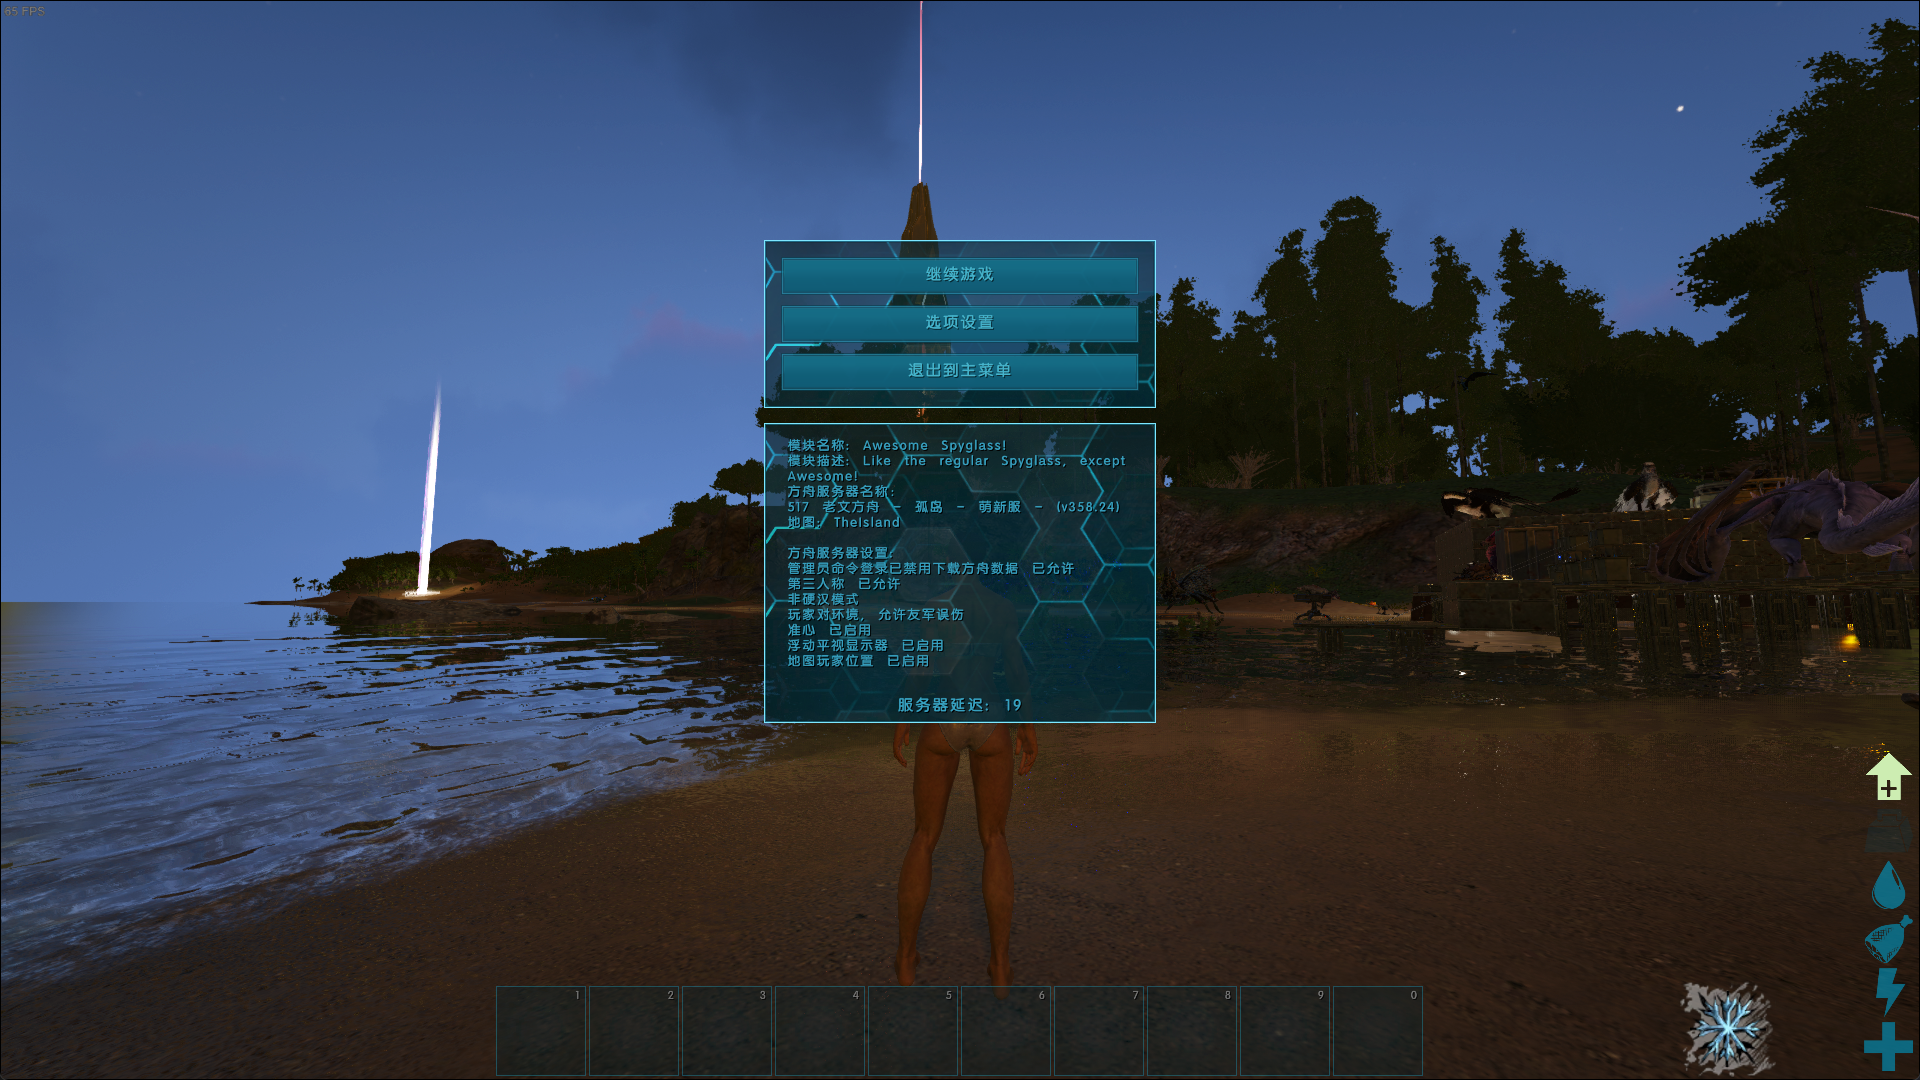 65 FPS
继续游戏
选项设置
退出到主菜单
模块名称: Awesome Spyglass!
模块描述: Like the regular Spyglass, except
Awesome!
方舟服务器名称:
517 老文方舟 - 孤岛 - 萌新服 - (v358.24)
地图: TheIsland
方舟服务器设置:
管理员命令登录已禁用下载方舟数据 已允许
第三人称 已允许
非硬汉模式
玩家对环境, 允许友军误伤
准心 已启用
浮动平视显示器 已启用
地图玩家位置 已启用
服务器延迟: 19
1 2 3 4 5 6 7 8 9 0